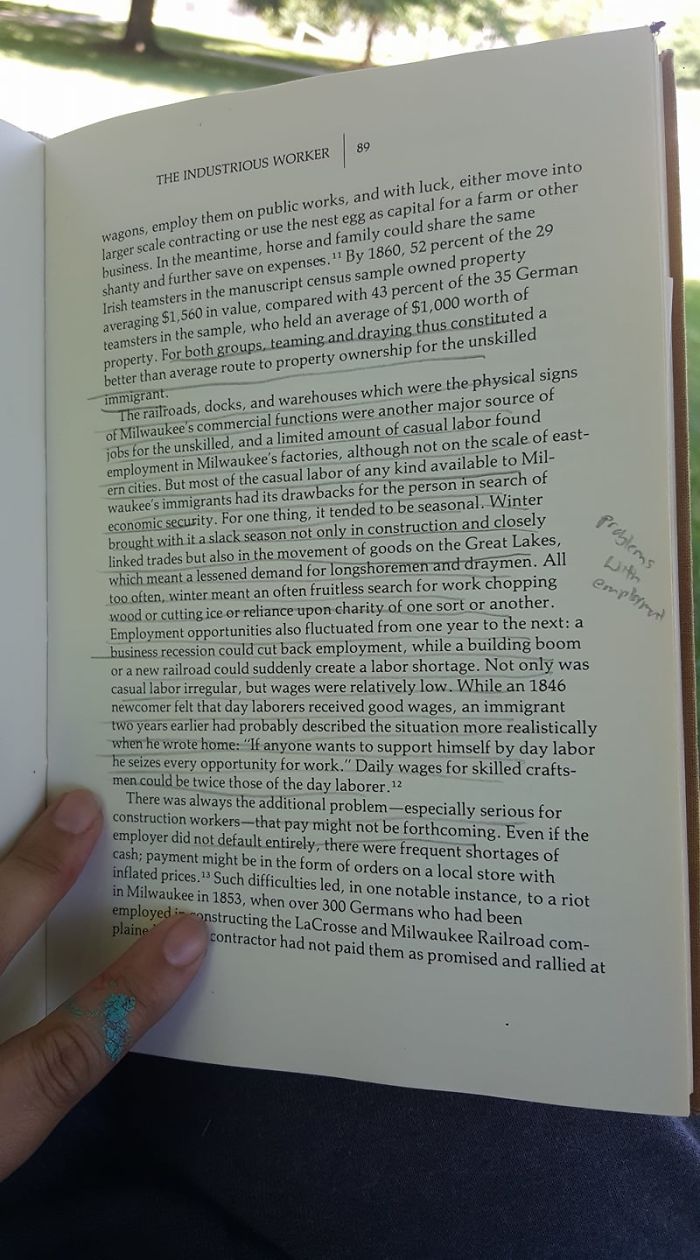 THE INDUSTRIOUS WORKER | 89
wagons, employ them on public works, and with luck, either move into
larger scale contracting or use the nest egg as capital for a farm or other
business. In the meantime, horse and family could share the same
shanty and further save on expenses.¹¹ By 1860, 52 percent of the 29
Irish teamsters in the manuscript census sample owned property
averaging $1,560 in value, compared with 43 percent of the 35 German
teamsters in the sample, who held an average of $1,000 worth of
property. For both groups, teaming and draying thus constituted a
better than average route to property ownership for the unskilled
immigrant.
The railroads, docks, and warehouses which were the physical signs
of Milwaukee's commercial functions were another major source of
jobs for the unskilled, and a limited amount of casual labor found
employment in Milwaukee's factories, although not on the scale of east-
ern cities. But most of the casual labor of any kind available to Mil-
waukee's immigrants had its drawbacks for the person in search of
economic security. For one thing, it tended to be seasonal. Winter
brought with it a slack season not only in construction and closely
linked trades but also in the movement of goods on the Great Lakes,
which meant a lessened demand for longshoremen and draymen. All
too often, winter meant an often fruitless search for work chopping
wood or cutting ice or reliance upon charity of one sort or another.
Employment opportunities also fluctuated from one year to the next: a
business recession could cut back employment, while a building boom
or a new railroad could suddenly create a labor shortage. Not only was
casual labor irregular, but wages were relatively low. While an 1846
newcomer felt that day laborers received good wages, an immigrant
two years earlier had probably described the situation more realistically
when he wrote home: "If anyone wants to support himself by day labor
he seizes every opportunity for work." Daily wages for skilled crafts-
men could be twice those of the day laborer.¹²
There was always the additional problem—especially serious for
construction workers—that pay might not be forthcoming. Even if the
employer did not default entirely, there were frequent shortages of
cash; payment might be in the form of orders on a local store with
inflated prices.¹³ Such difficulties led, in one notable instance, to a riot
in Milwaukee in 1853, when over 300 Germans who had been
employed in constructing the LaCrosse and Milwaukee Railroad com-
plaine contractor had not paid them as promised and rallied at
problems
with